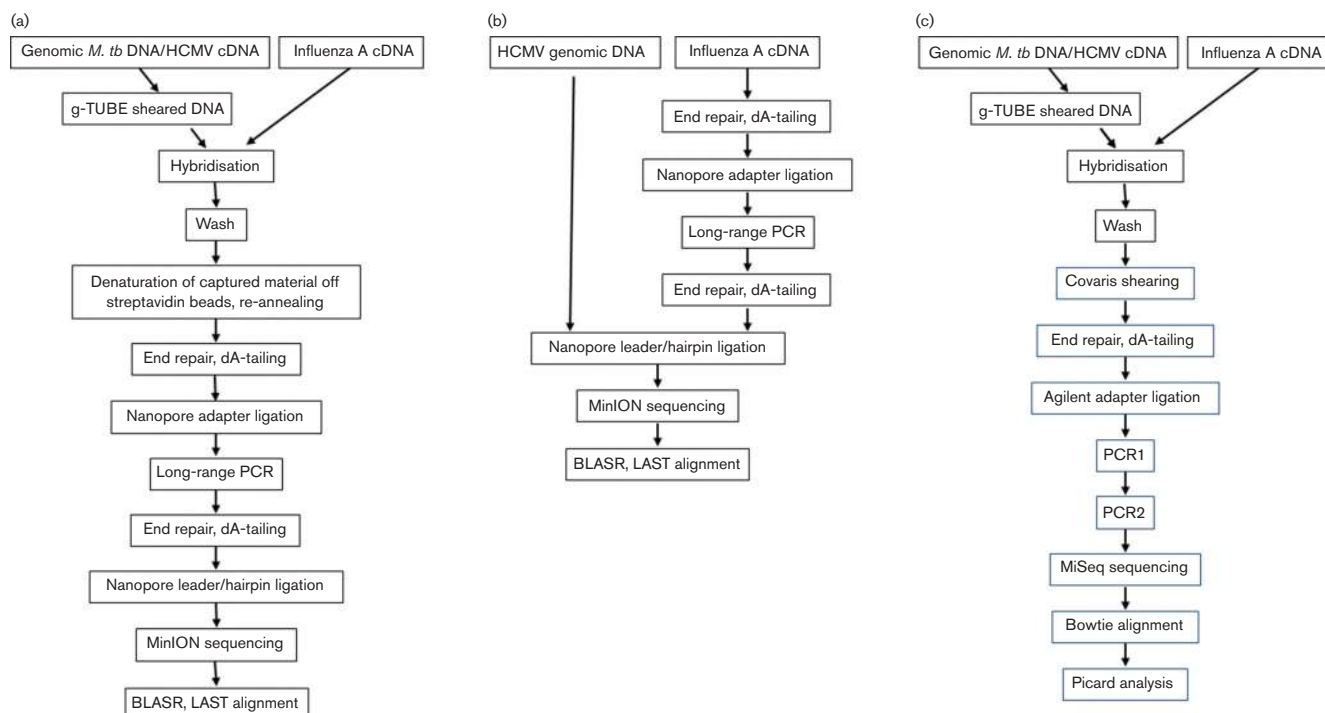 (a)
Genomic M. tb DNA/HCMV cDNA
Influenza A cDNA
g-TUBE sheared DNA
Hybridisation
Wash
Denaturation of captured material off
streptavidin beads, re-annealing
End repair, dA-tailing
Nanopore adapter ligation
Long-range PCR
End repair, dA-tailing
Nanopore leader/hairpin ligation
MinION sequencing
BLASR, LAST alignment
(b)
HCMV genomic DNA
Influenza A cDNA
End repair, dA-tailing
Nanopore adapter ligation
Long-range PCR
End repair, dA-tailing
Nanopore leader/hairpin ligation
MinION sequencing
BLASR, LAST alignment
(c)
Genomic M. tb DNA/HCMV cDNA
Influenza A cDNA
g-TUBE sheared DNA
Hybridisation
Wash
Covaris shearing
End repair, dA-tailing
Agilent adapter ligation
PCR1
PCR2
MiSeq sequencing
Bowtie alignment
Picard analysis